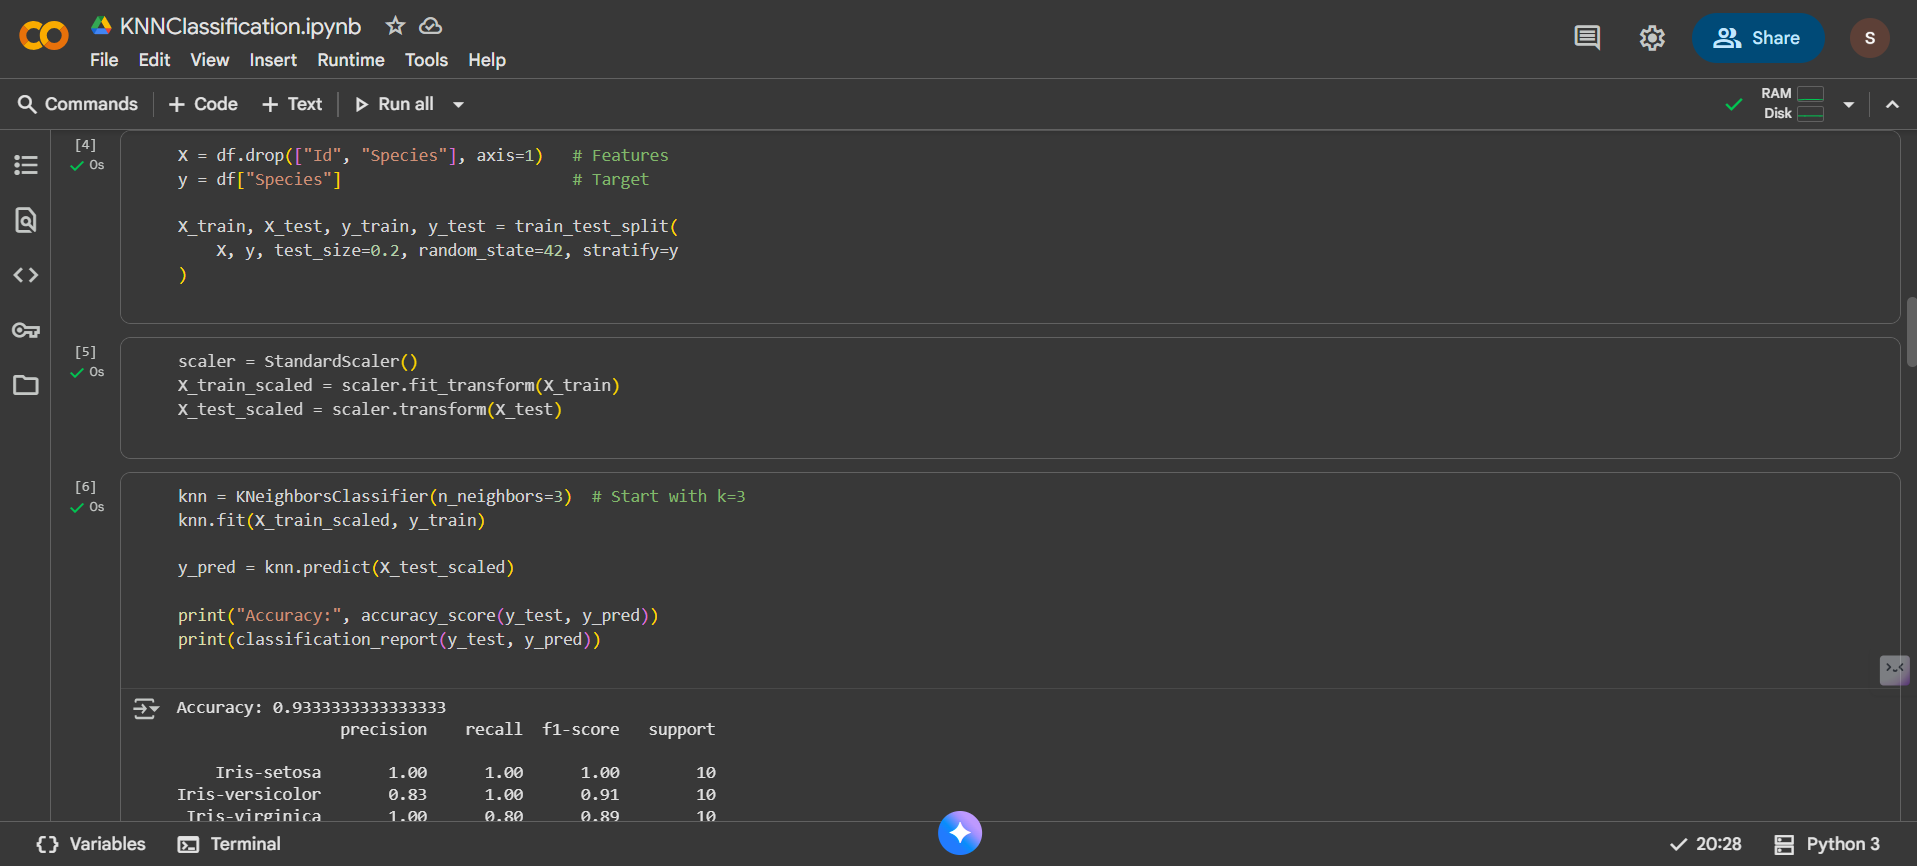 KNNClassification.ipynb
File Edit View Insert Runtime Tools Help
Share
S
Commands + Code + Text Run all
RAM
Disk
[4]
0s
X = df.drop(["Id", "Species"], axis=1)   # Features
y = df["Species"]                        # Target
X_train, X_test, y_train, y_test = train_test_split(
    X, y, test_size=0.2, random_state=42, stratify=y
)
[5]
0s
scaler = StandardScaler()
X_train_scaled = scaler.fit_transform(X_train)
X_test_scaled = scaler.transform(X_test)
[6]
0s
knn = KNeighborsClassifier(n_neighbors=3)  # Start with k=3
knn.fit(X_train_scaled, y_train)
y_pred = knn.predict(X_test_scaled)
print("Accuracy:", accuracy_score(y_test, y_pred))
print(classification_report(y_test, y_pred))
Accuracy: 0.9333333333333333
precision    recall  f1-score   support
Iris-setosa       1.00      1.00      1.00        10
Iris-versicolor       0.83      1.00      0.91        10
Iris-virginica       1.00      0.80      0.89        10
Variables Terminal
20:28 Python 3